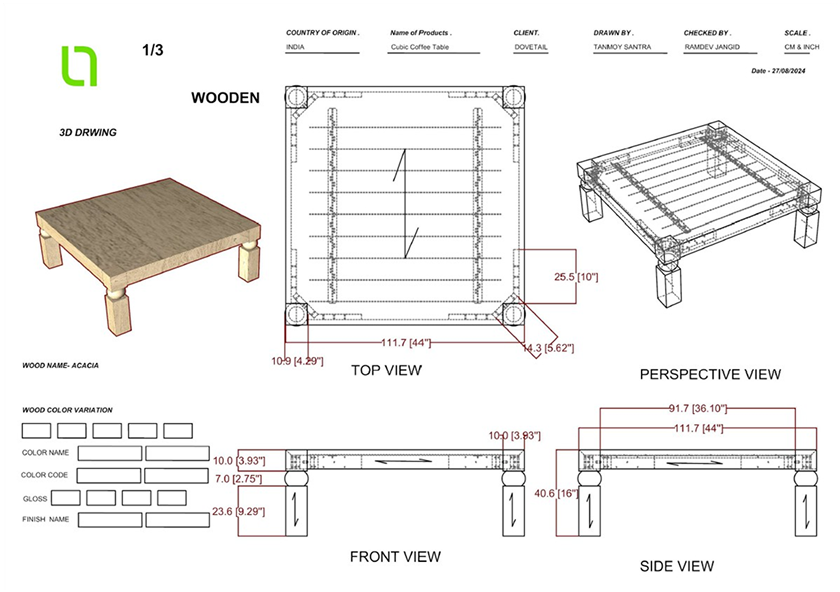 COUNTRY OF ORIGIN .
Name of Products .
CLIENT.
DRAWN BY .
CHECKED BY .
SCALE .
INDIA
Cubic Coffee Table
DOVETAIL
TANMOY SANTRA
RAMDEV JANGID
CM & INCH
Date - 27/08/2024
1/3
WOODEN
3D DRWING
25.5 [10"]
111.7 [44"]
14.3 [5.62"]
10.9 [4.29"]
TOP VIEW
PERSPECTIVE VIEW
WOOD NAME- ACACIA
WOOD COLOR VARIATION
COLOR NAME
COLOR CODE
GLOSS
FINISH NAME
10.0 [3.93"]
10.0 [3.93"]
7.0 [2.75"]
23.6 [9.29"]
FRONT VIEW
91.7 [36.10"]
111.7 [44"]
40.6 [16"]
SIDE VIEW